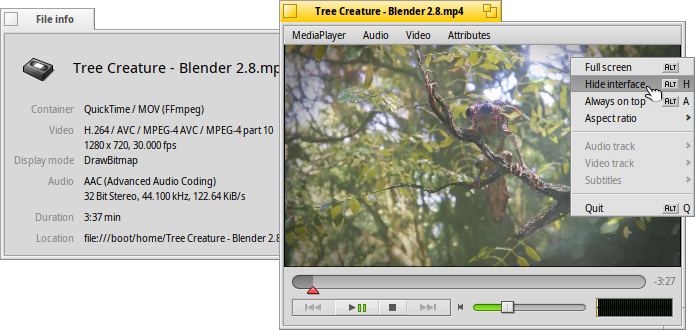 File info
Tree Creature - Blender 2.8.mp
Container QuickTime / MOV (FFmpeg)
Video H.264 / AVC / MPEG-4 AVC / MPEG-4 part 10
1280 x 720, 30.000 fps
Display mode DrawBitmap
Audio AAC (Advanced Audio Coding)
32 Bit Stereo, 44.100 kHz, 122.64 KiB/s
Duration 3:37 min
Location file:///boot/home/Tree Creature - Blender 2.8
Tree Creature - Blender 2.8.mp4
MediaPlayer Audio Video Attributes
Full screen ALT
Hide interface ALT H
Always on top ALT A
Aspect ratio
Audio track
Video track
Subtitles
Quit ALT Q
-3:27